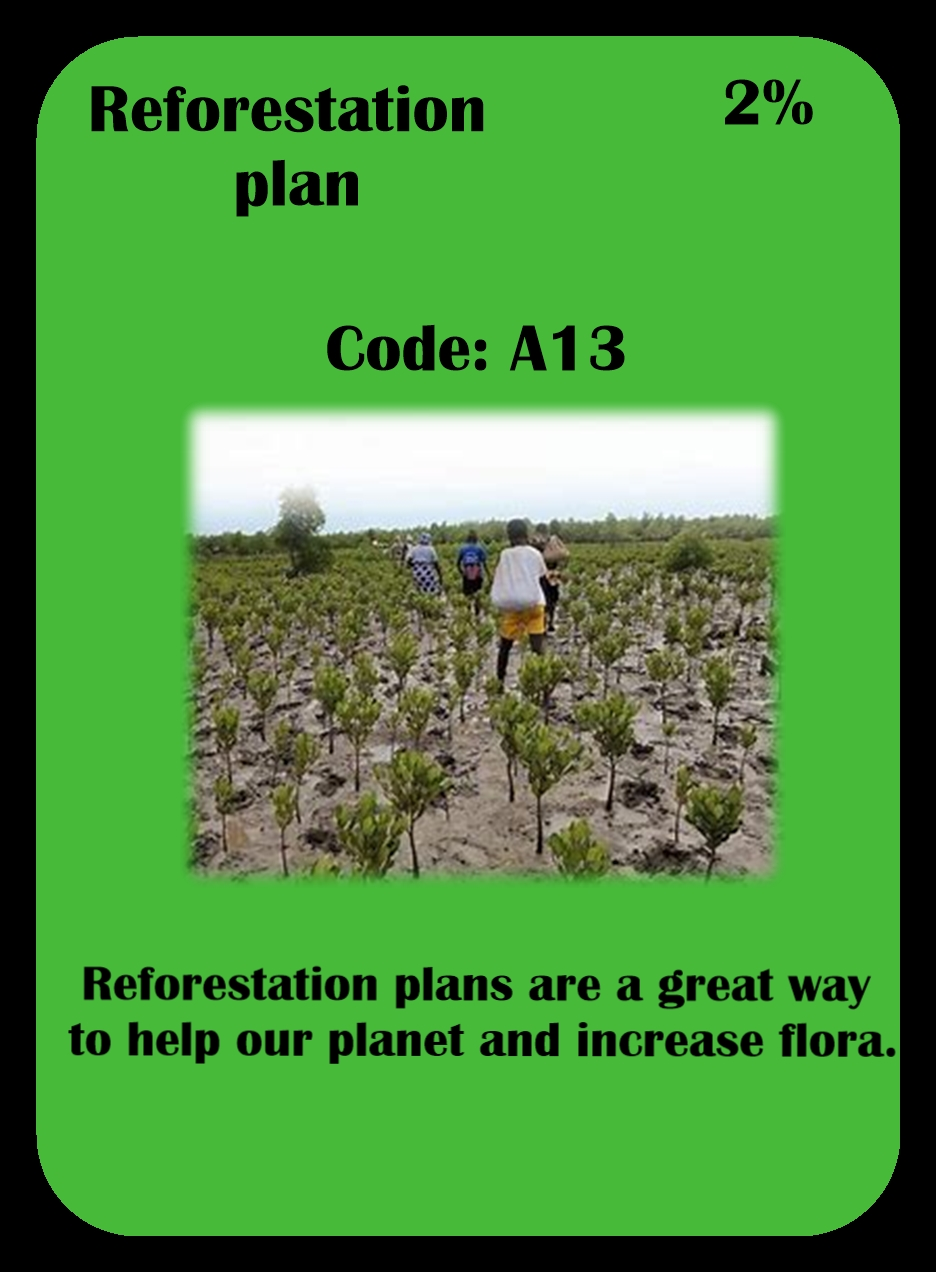 Reforestation
plan
2%
Code: A13
Reforestation plans are a great way
to help our planet and increase flora.